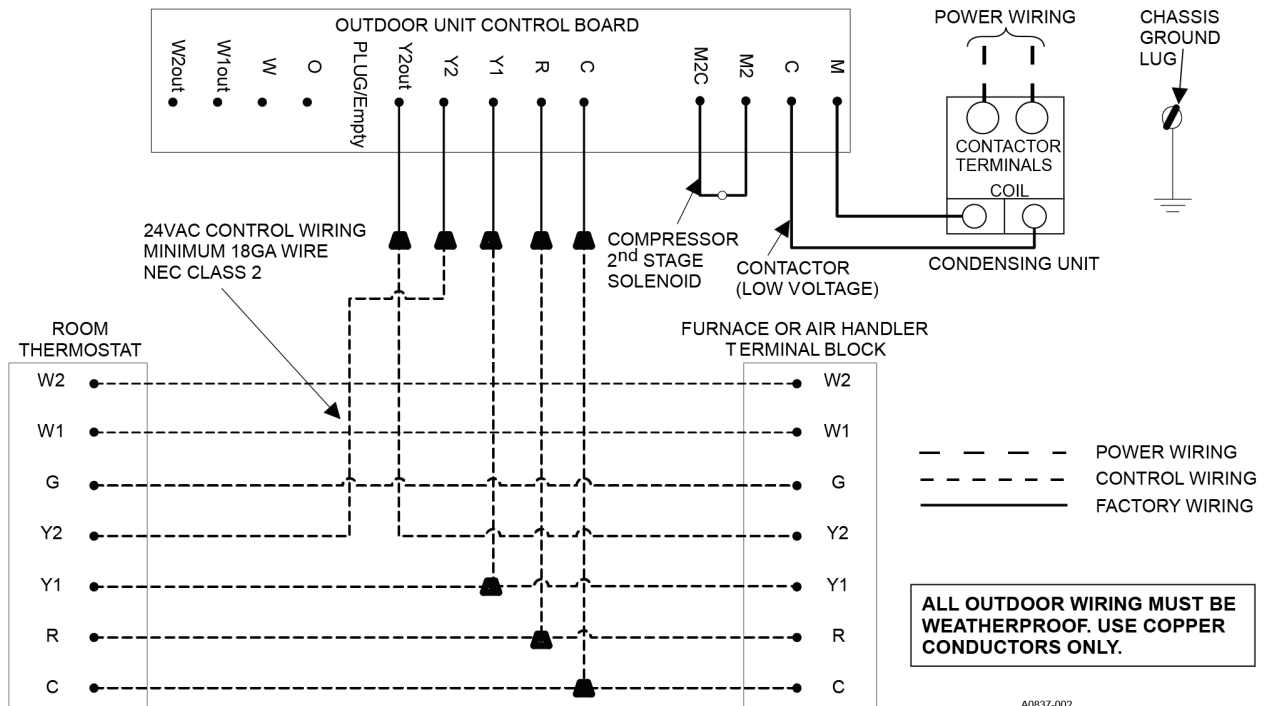 OUTDOOR UNIT CONTROL BOARD
W2out
W1out
W
O
PLUG/Empty
Y2out
Y2
Y1
R
C
M2C
M2
C
M
POWER WIRING
CHASSIS
GROUND
LUG
CONTACTOR
TERMINALS
COIL
CONDENSING UNIT
24VAC CONTROL WIRING
MINIMUM 18GA WIRE
NEC CLASS 2
COMPRESSOR
2nd STAGE
SOLENOID
CONTACTOR
(LOW VOLTAGE)
ROOM
THERMOSTAT
W2
W1
G
Y2
Y1
R
C
FURNACE OR AIR HANDLER
TERMINAL BLOCK
W2
W1
G
Y2
Y1
R
C
POWER WIRING
CONTROL WIRING
FACTORY WIRING
ALL OUTDOOR WIRING MUST BE
WEATHERPROOF. USE COPPER
CONDUCTORS ONLY.
A0837-002